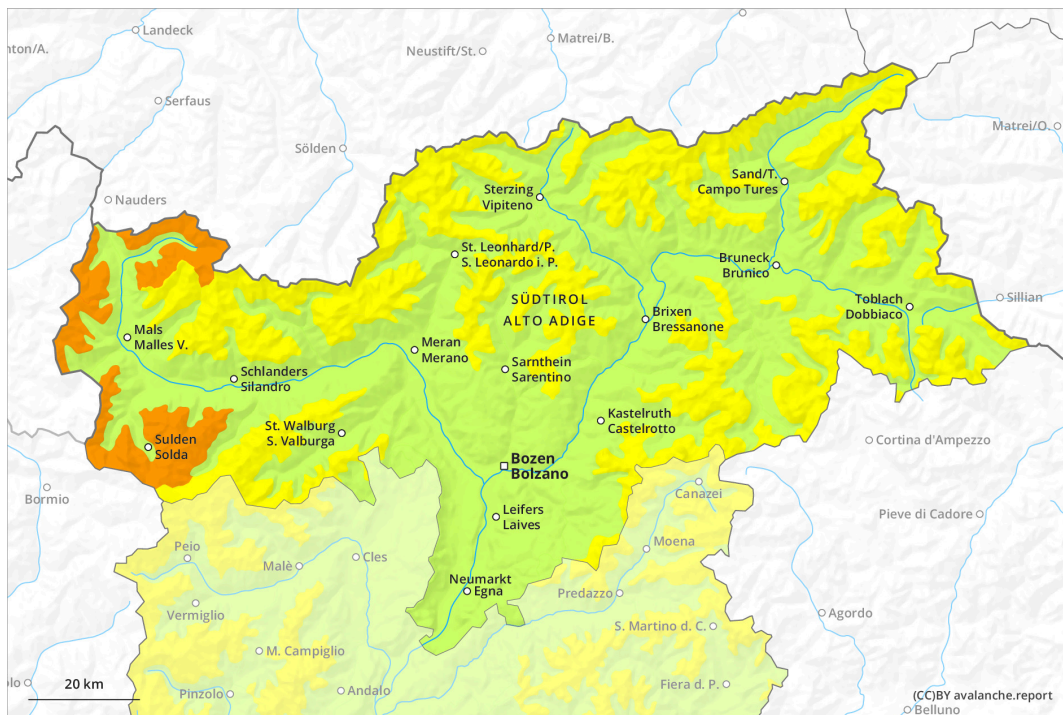 Landeck
Matrei/B.
Neustift/St.
nton/A.
Serfaus
Matrei/O.
Sölden
Sand/T.
Campo Tures
Sterzing
Vipiteno
Nauders
St. Leonhard/P.
S. Leonardo i. P.
Bruneck
Brunico
SÜDTIROL
ALTO ADIGE
Toblach
Dobbiaco
Sillian
Brixen
Bressanone
Mals
Malles V.
Meran
Merano
Sarnthein
Sarentino
Schlanders
Silandro
Kastelruth
Castelrotto
St. Walburg
S. Valburga
Sulden
Solda
Cortina d'Ampezzo
Bozen
Bolzano
Bormio
Canazei
Leifers
Laives
Pieve di Cadore
Peio
Cles
Moena
Malè
Neumarkt
Egna
Predazzo
Vermiglio
Agordo
S. Martino d. C.
M. Campiglio
20 km
olo
Pinzolo
Andalo
Fiera d. P.
(CC)BY avalanche.report
Belluno